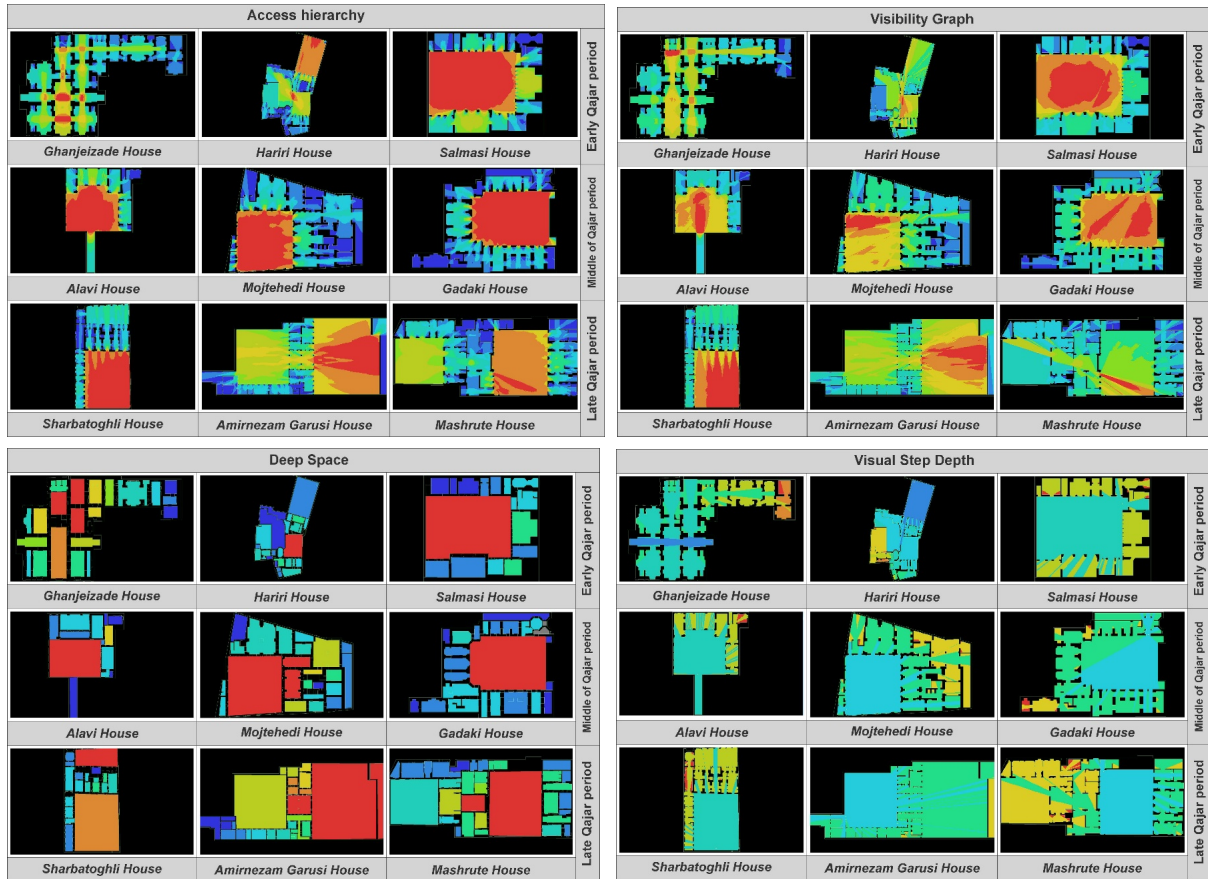 Access hierarchy
Early Qajar period
Ghanjeizade House Hariri House Salmasi House
Middle of Qajar period
Alavi House Mojtehedi House Gadaki House
Late Qajar period
Sharbatoghli House Amirnezam Garusi House Mashrute House
Visibility Graph
Early Qajar period
Ghanjeizade House Hariri House Salmasi House
Middle of Qajar period
Alavi House Mojtehedi House Gadaki House
Late Qajar period
Sharbatoghli House Amirnezam Garusi House Mashrute House
Deep Space
Early Qajar period
Ghanjeizade House Hariri House Salmasi House
Middle of Qajar period
Alavi House Mojtehedi House Gadaki House
Late Qajar period
Sharbatoghli House Amirnezam Garusi House Mashrute House
Visual Step Depth
Early Qajar period
Ghanjeizade House Hariri House Salmasi House
Middle of Qajar period
Alavi House Mojtehedi House Gadaki House
Late Qajar period
Sharbatoghli House Amirnezam Garusi House Mashrute House